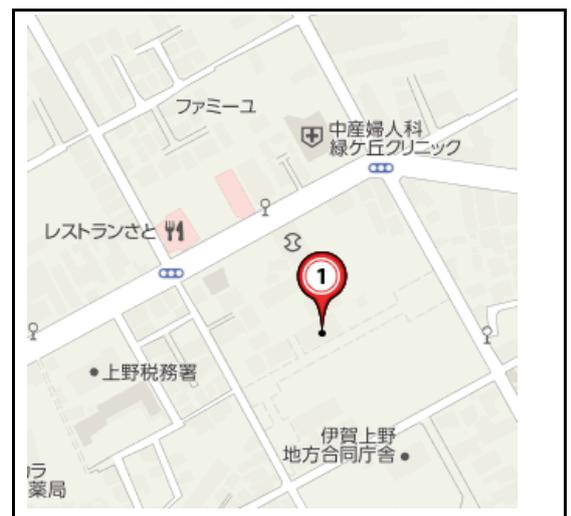 ファミーユ
中産婦人科
緑ケ丘クリニック
レストランさと
1
上野税務署
伊賀上野
地方合同庁舎
ラ
薬局